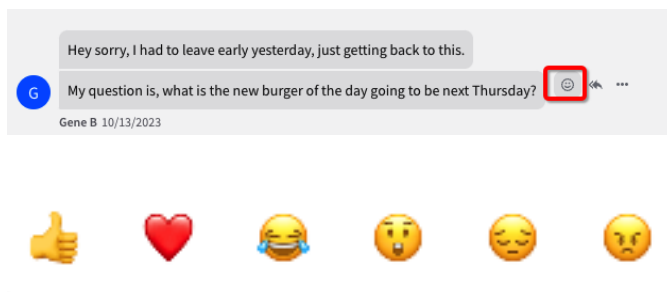 Hey sorry, I had to leave early yesterday, just getting back to this.
G
My question is, what is the new burger of the day going to be next Thursday?
Gene B 10/13/2023